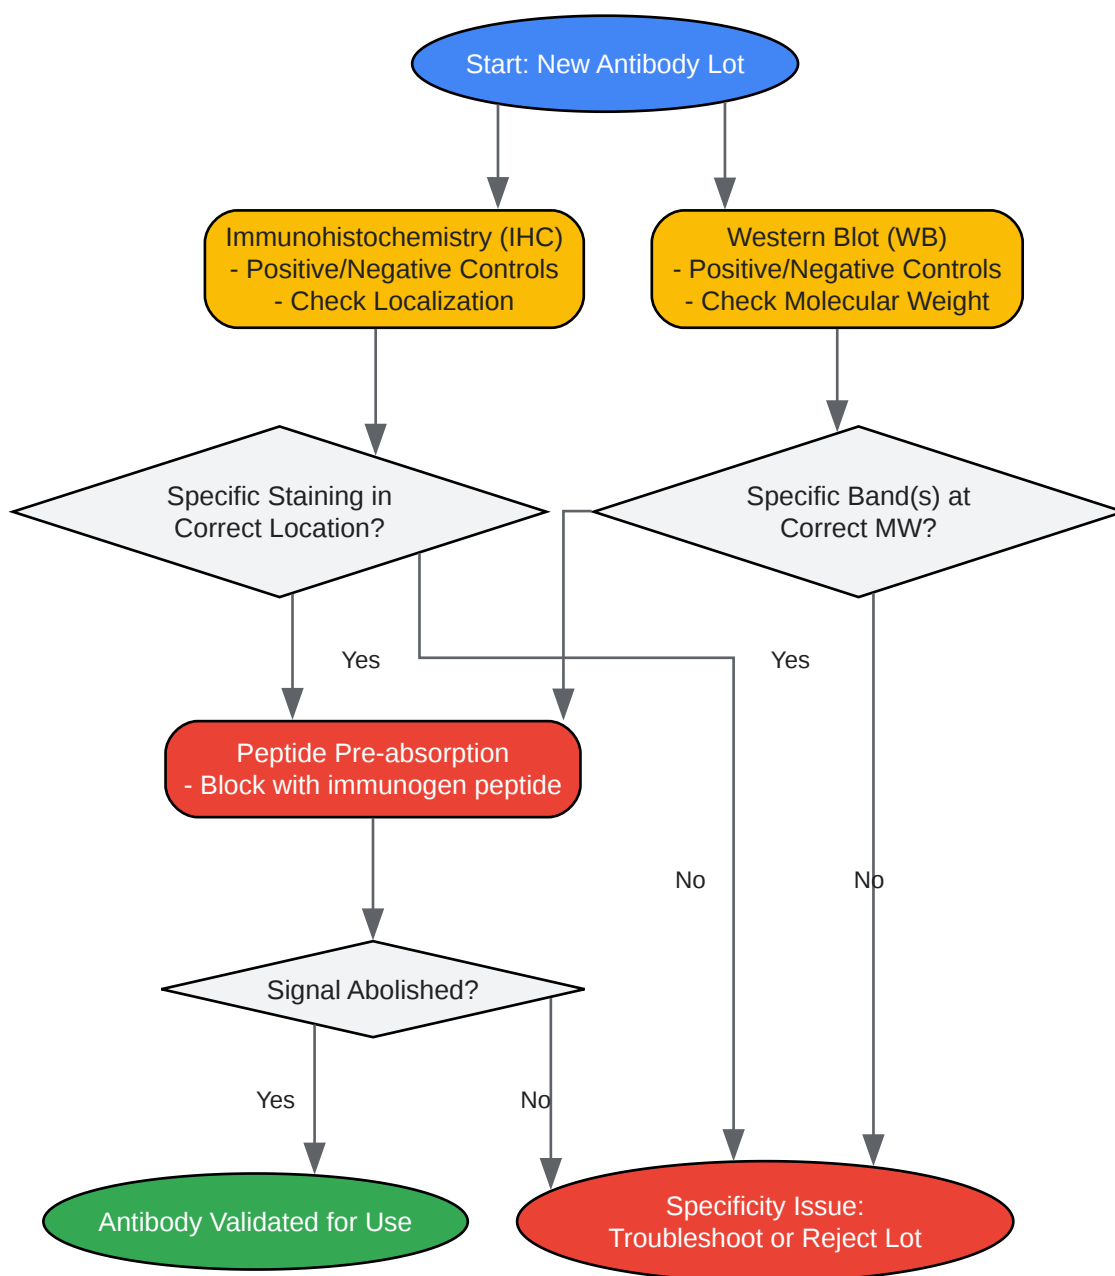 Start: New Antibody Lot
Immunohistochemistry (IHC)
- Positive/Negative Controls
- Check Localization
Western Blot (WB)
- Positive/Negative Controls
- Check Molecular Weight
Specific Staining in
Correct Location?
Specific Band(s) at
Correct MW?
Yes
Yes
Peptide Pre-absorption
- Block with immunogen peptide
No
No
Signal Abolished?
Yes
No
Antibody Validated for Use
Specificity Issue:
Troubleshoot or Reject Lot